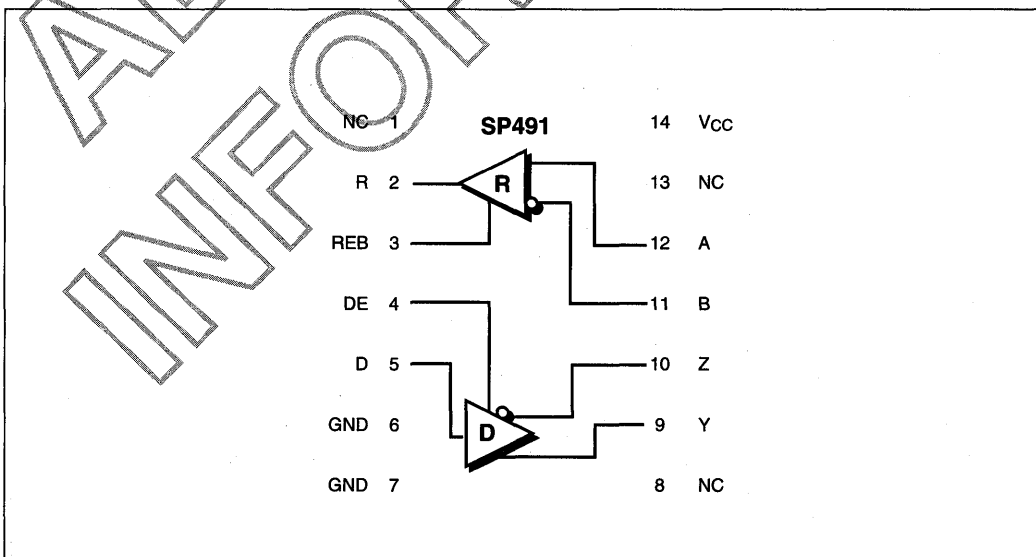 NC 1 SP491 14 VCC
R 2 R 13 NC
REB 3 12 A
DE 4 11 B
D 5 10 Z
GND 6 D 9 Y
GND 7 8 NC